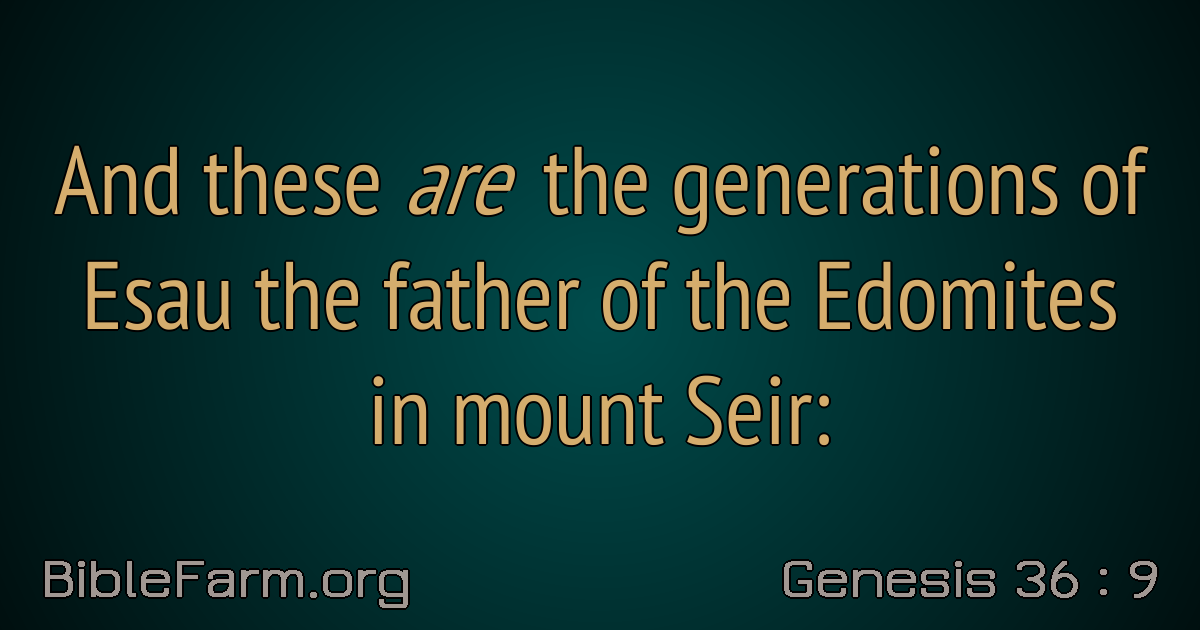 And these are the generations of
Esau the father of the Edomites
in mount Seir:
BibleFarm.org
Genesis 36 : 9